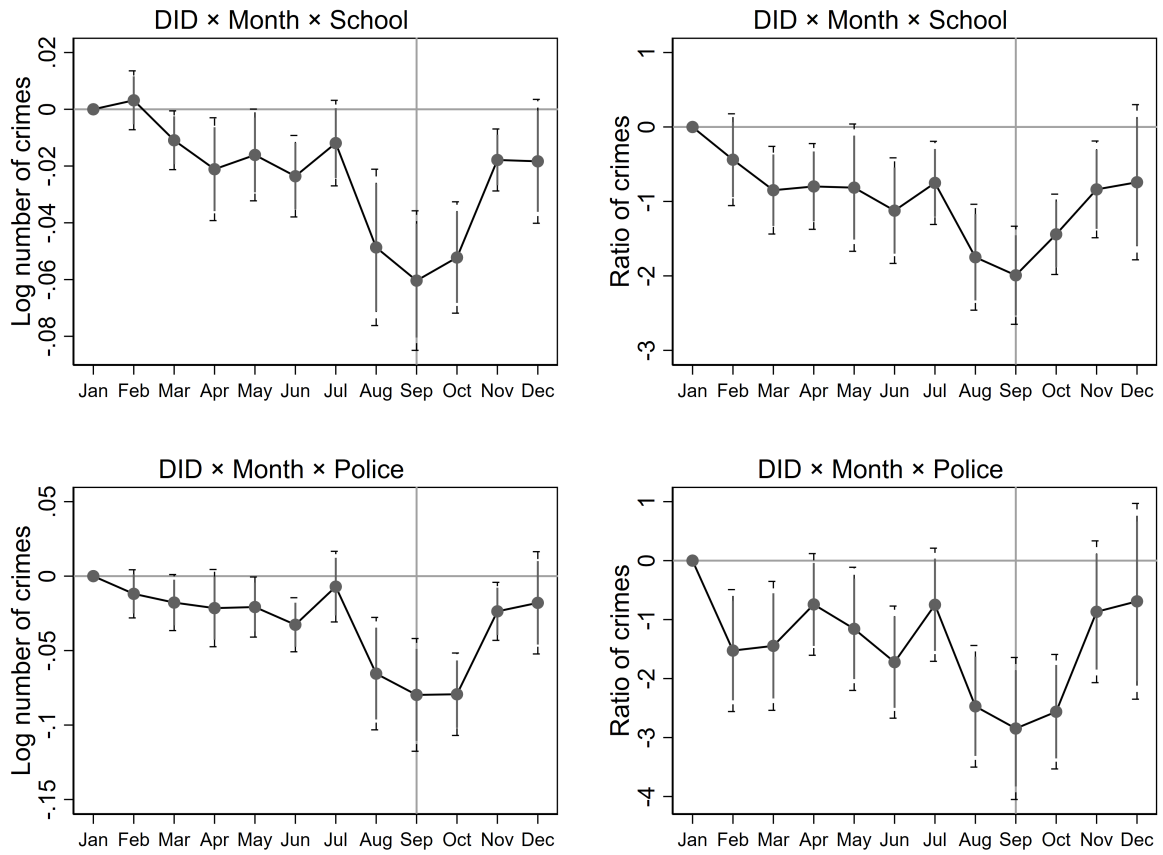 DID × Month × School
Log number of crimes
.02
0
-.02
-.04
-.06
-.08
Jan Feb Mar Apr May Jun Jul Aug Sep Oct Nov Dec
DID × Month × School
Ratio of crimes
1
0
-1
-2
-3
Jan Feb Mar Apr May Jun Jul Aug Sep Oct Nov Dec
DID × Month × Police
Log number of crimes
.05
0
-.05
-.1
-.15
Jan Feb Mar Apr May Jun Jul Aug Sep Oct Nov Dec
DID × Month × Police
Ratio of crimes
1
0
-1
-2
-3
-4
Jan Feb Mar Apr May Jun Jul Aug Sep Oct Nov Dec